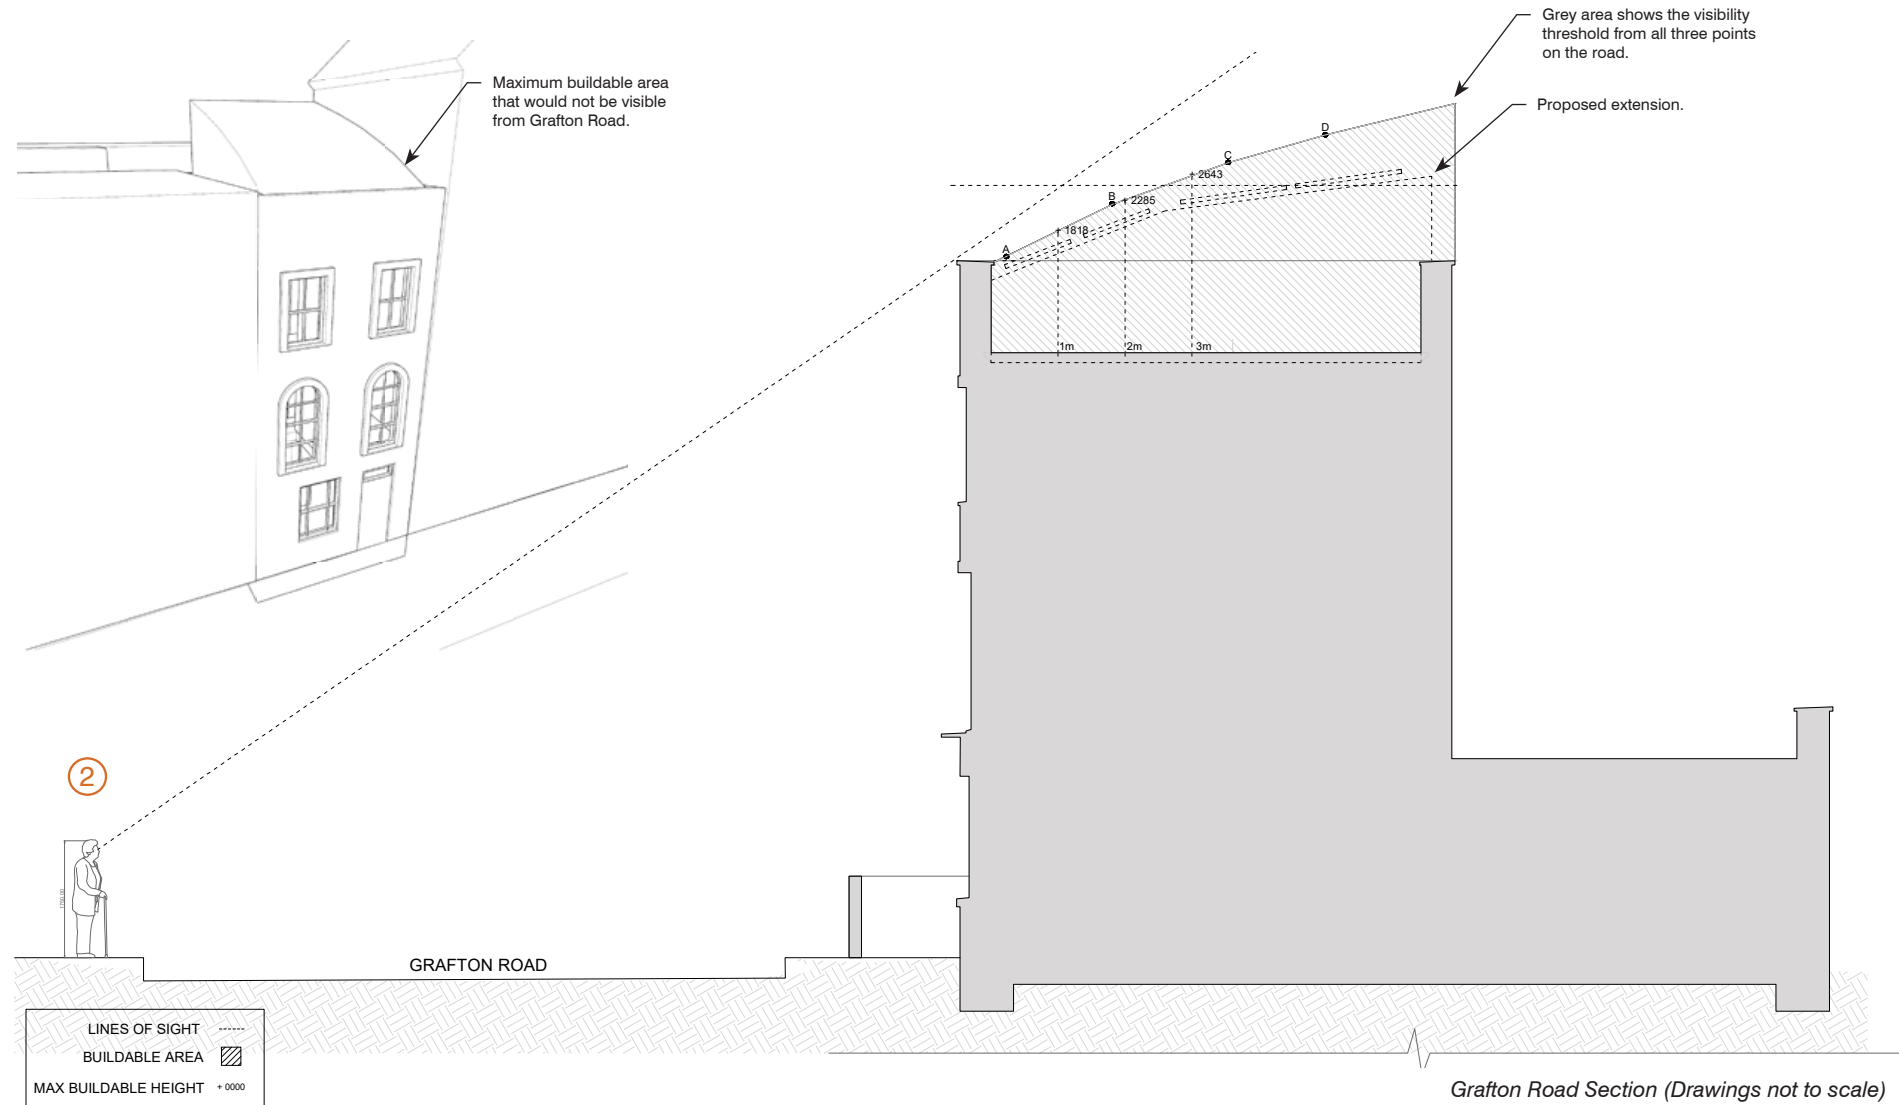 Grey area shows the visibility
threshold from all three points
on the road.
Maximum buildable area
that would not be visible
from Grafton Road.
Proposed extension.
D
C
+ 2643
B
+ 2285
+ 1818
A
1m
2m
3m
2
1750.00
GRAFTON ROAD
LINES OF SIGHT
BUILDABLE AREA
MAX BUILDABLE HEIGHT + 0000
Grafton Road Section (Drawings not to scale)